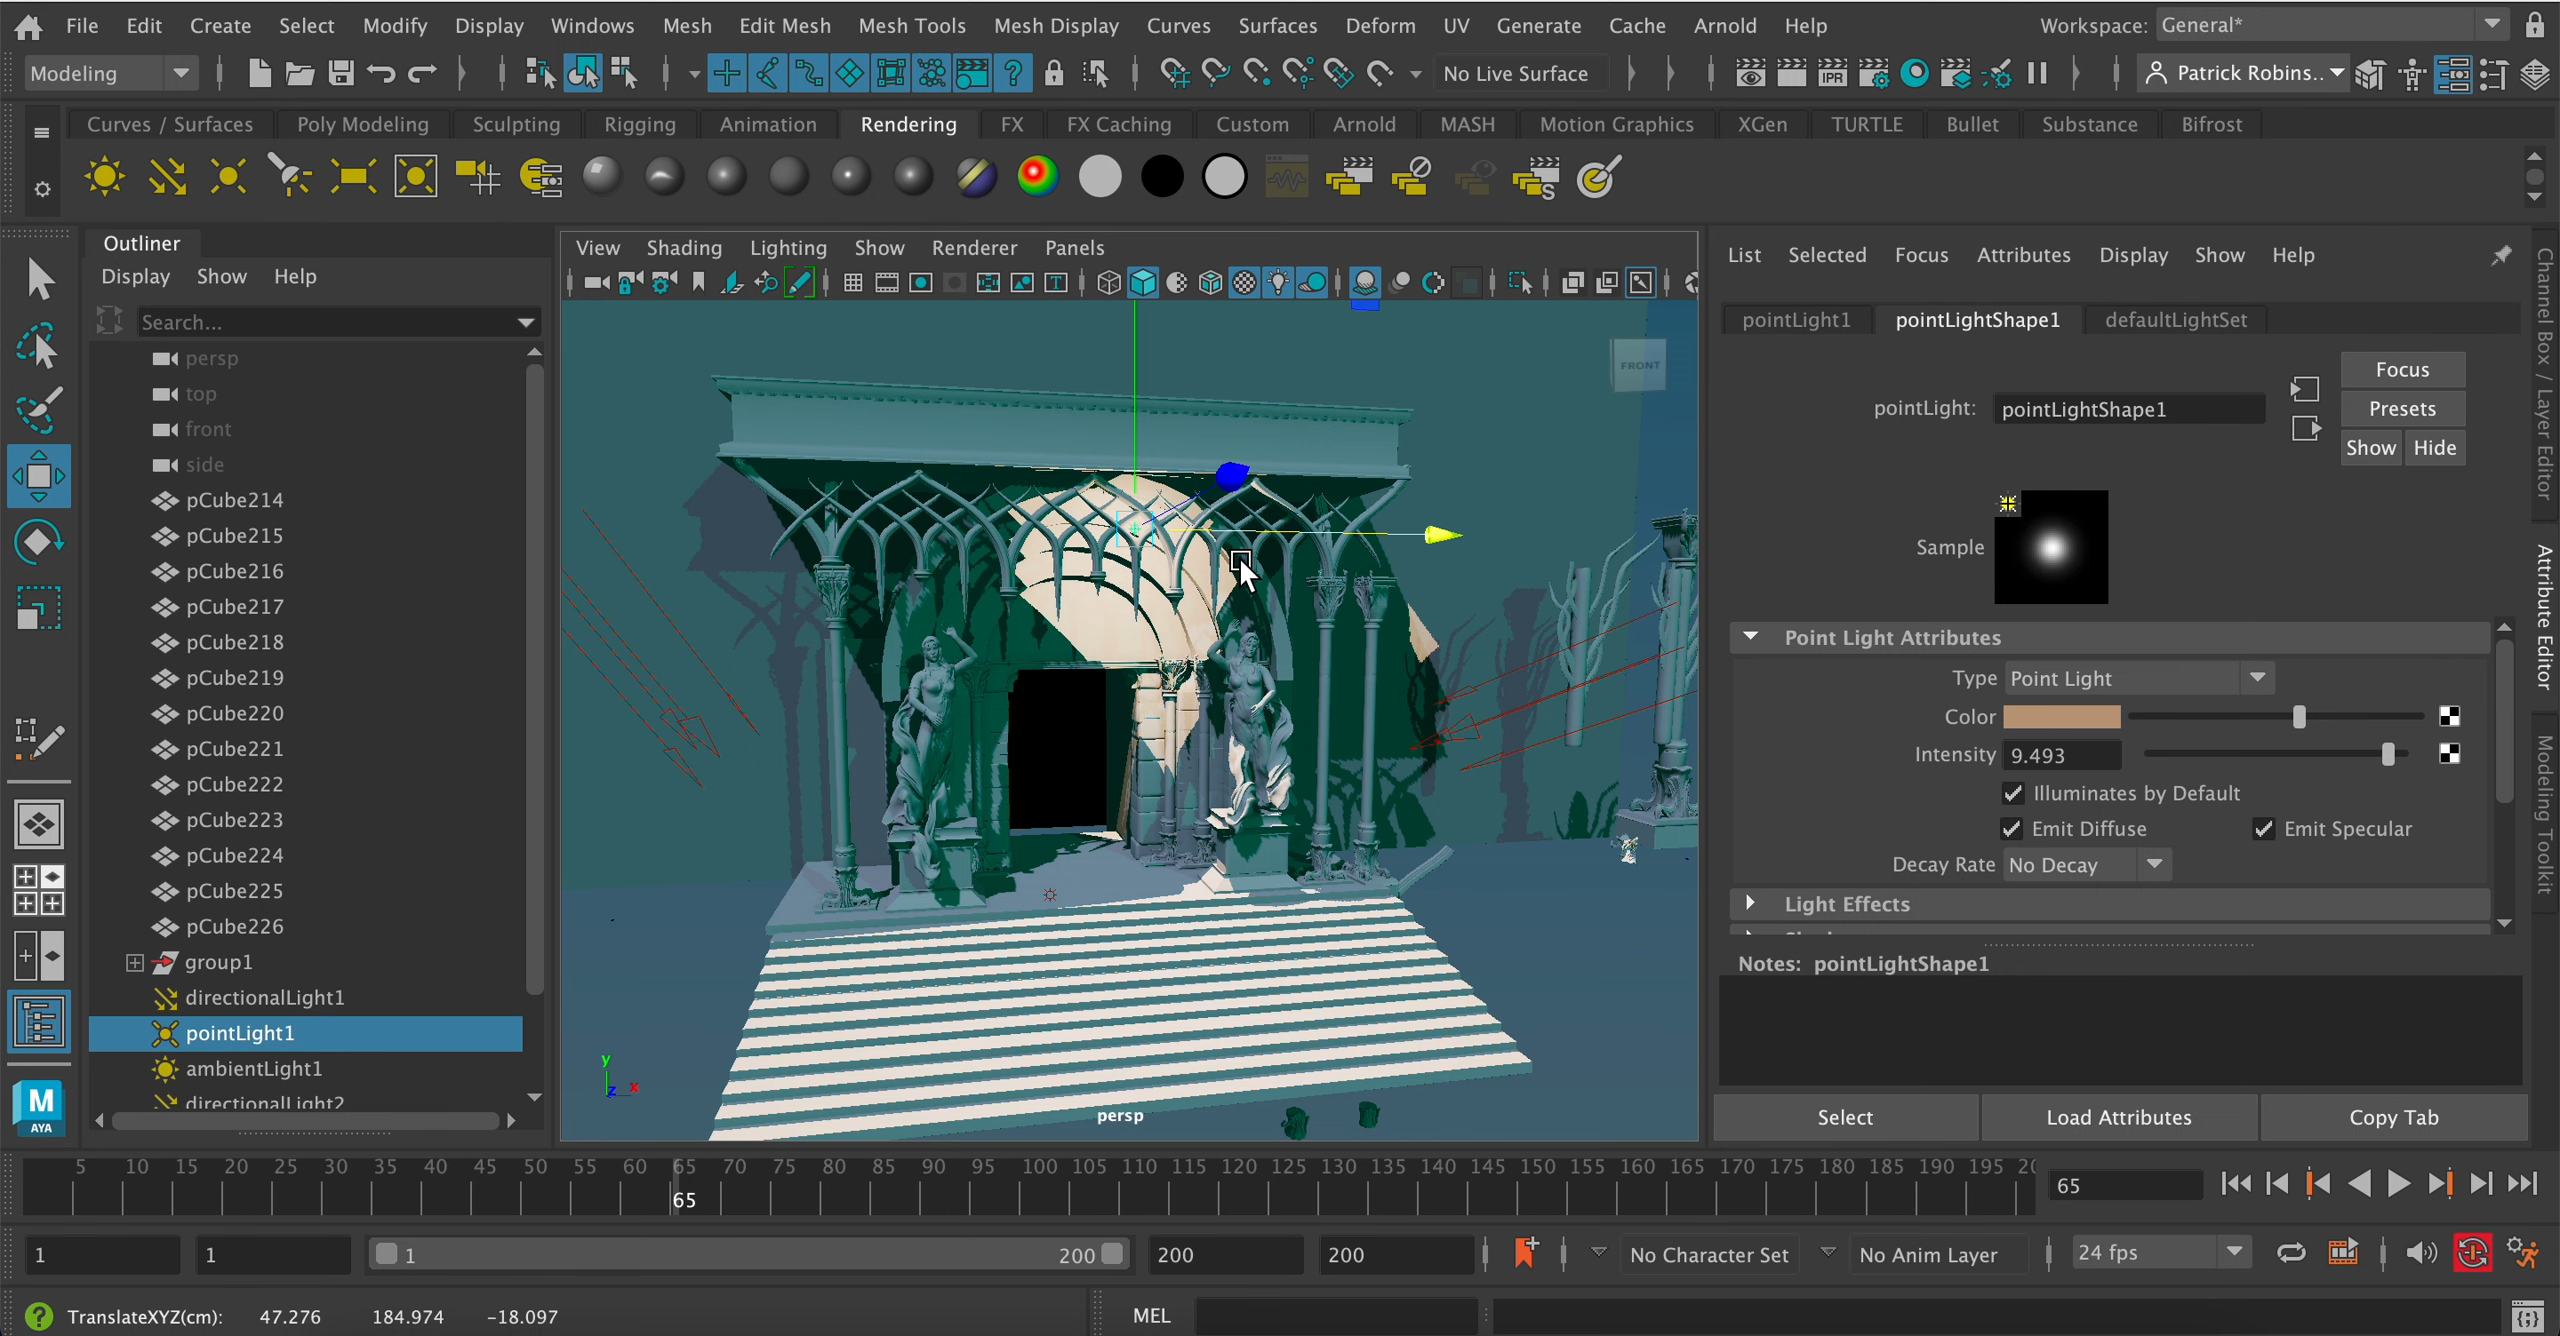 File Edit Create Select Modify Display Windows Mesh Edit Mesh Mesh Tools Mesh Display Curves Surfaces Deform UV Generate Cache Arnold Help Workspace: General*
Modeling No Live Surface IPR Patrick Robins..
Curves / Surfaces Poly Modeling Sculpting Rigging Animation Rendering FX FX Caching Custom Arnold MASH Motion Graphics XGen TURTLE Bullet Substance Bifrost
Outliner
Display Show Help
Search...
persp
top
front
side
pCube214
pCube215
pCube216
pCube217
pCube218
pCube219
pCube220
pCube221
pCube222
pCube223
pCube224
pCube225
pCube226
group1
directionalLight1
pointLight1
ambientLight1
directionalLight2
M
AYA
View Shading Lighting Show Renderer Panels
FRONT
y
z x
persp
List Selected Focus Attributes Display Show Help
pointLight1 pointLightShape1 defaultLightSet
pointLight: pointLightShape1
Focus
Presets
Show Hide
Sample
Point Light Attributes
Type Point Light
Color
Intensity 9.493
Illuminates by Default
Emit Diffuse Emit Specular
Decay Rate No Decay
Light Effects
Notes: pointLightShape1
Select Load Attributes Copy Tab
Channel Box / Layer Editor
Attribute Editor
Modeling Toolkit
5 10 15 20 25 30 35 40 45 50 55 60 65 70 75 80 85 90 95 100 105 110 115 120 125 130 135 140 145 150 155 160 165 170 175 180 185 190 195
65
65
1 1 1 200 200 200 No Character Set No Anim Layer 24 fps
TranslateXYZ(cm): 47.276 184.974 -18.097 MEL